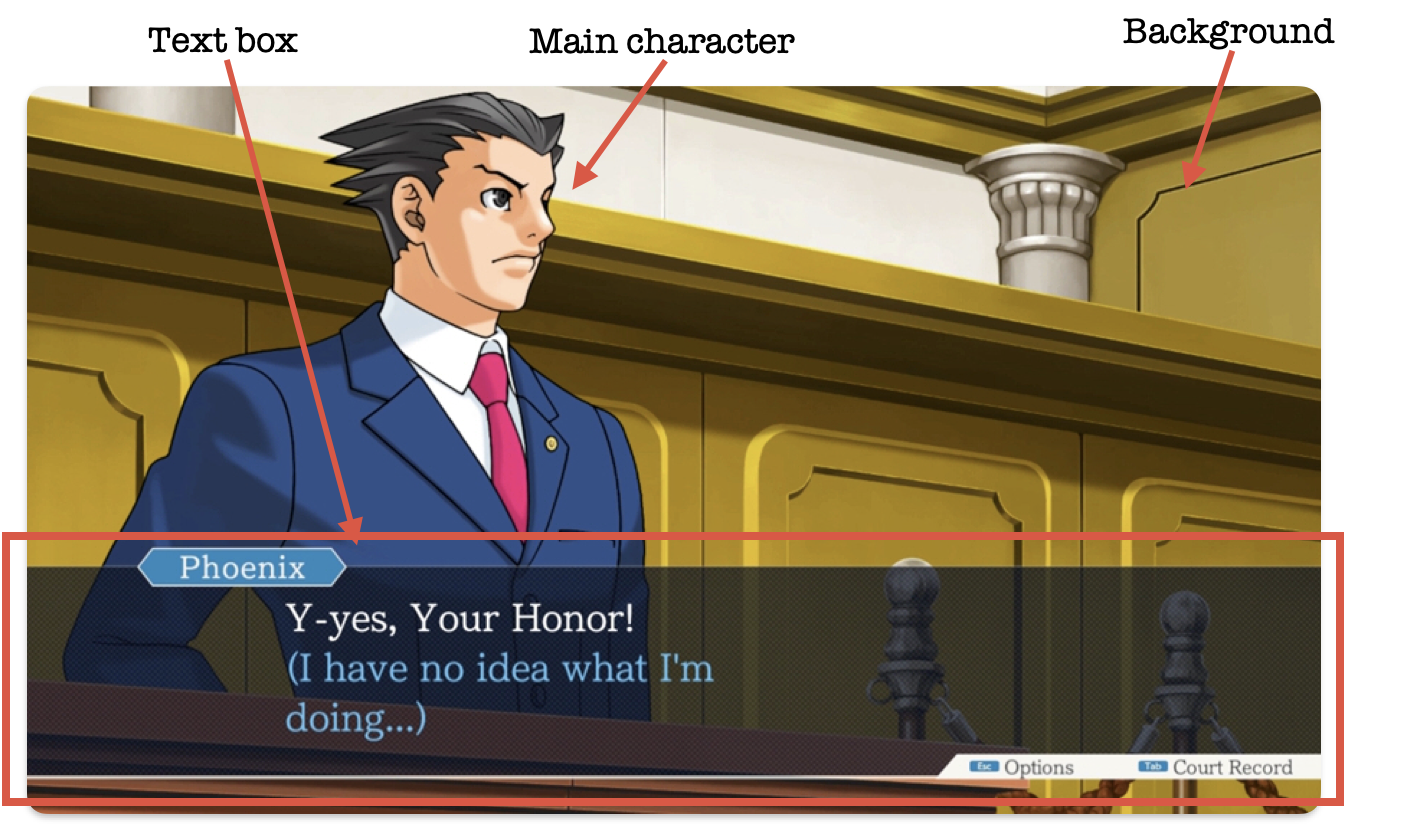 Text box
Main character
Background
Phoenix
Y-yes, Your Honor!
(I have no idea what I'm
doing...)
Esc Options
Tab Court Record